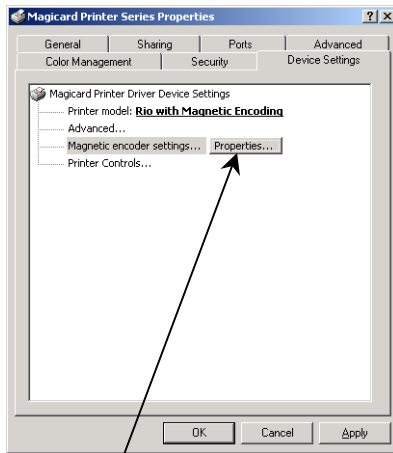 Magicard Printer Series Properties
General Sharing Ports Advanced
Color Management Security Device Settings
Magicard Printer Driver Device Settings
Printer model: Rio with Magnetic Encoding
Advanced...
Magnetic encoder settings... Properties...
Printer Controls...
OK Cancel Apply